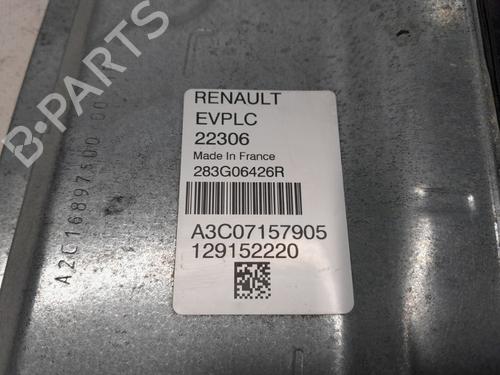 B-PARTS
RENAULT
EVPLC
22306
Made In France
283G06426R
A3C07157905
129152220